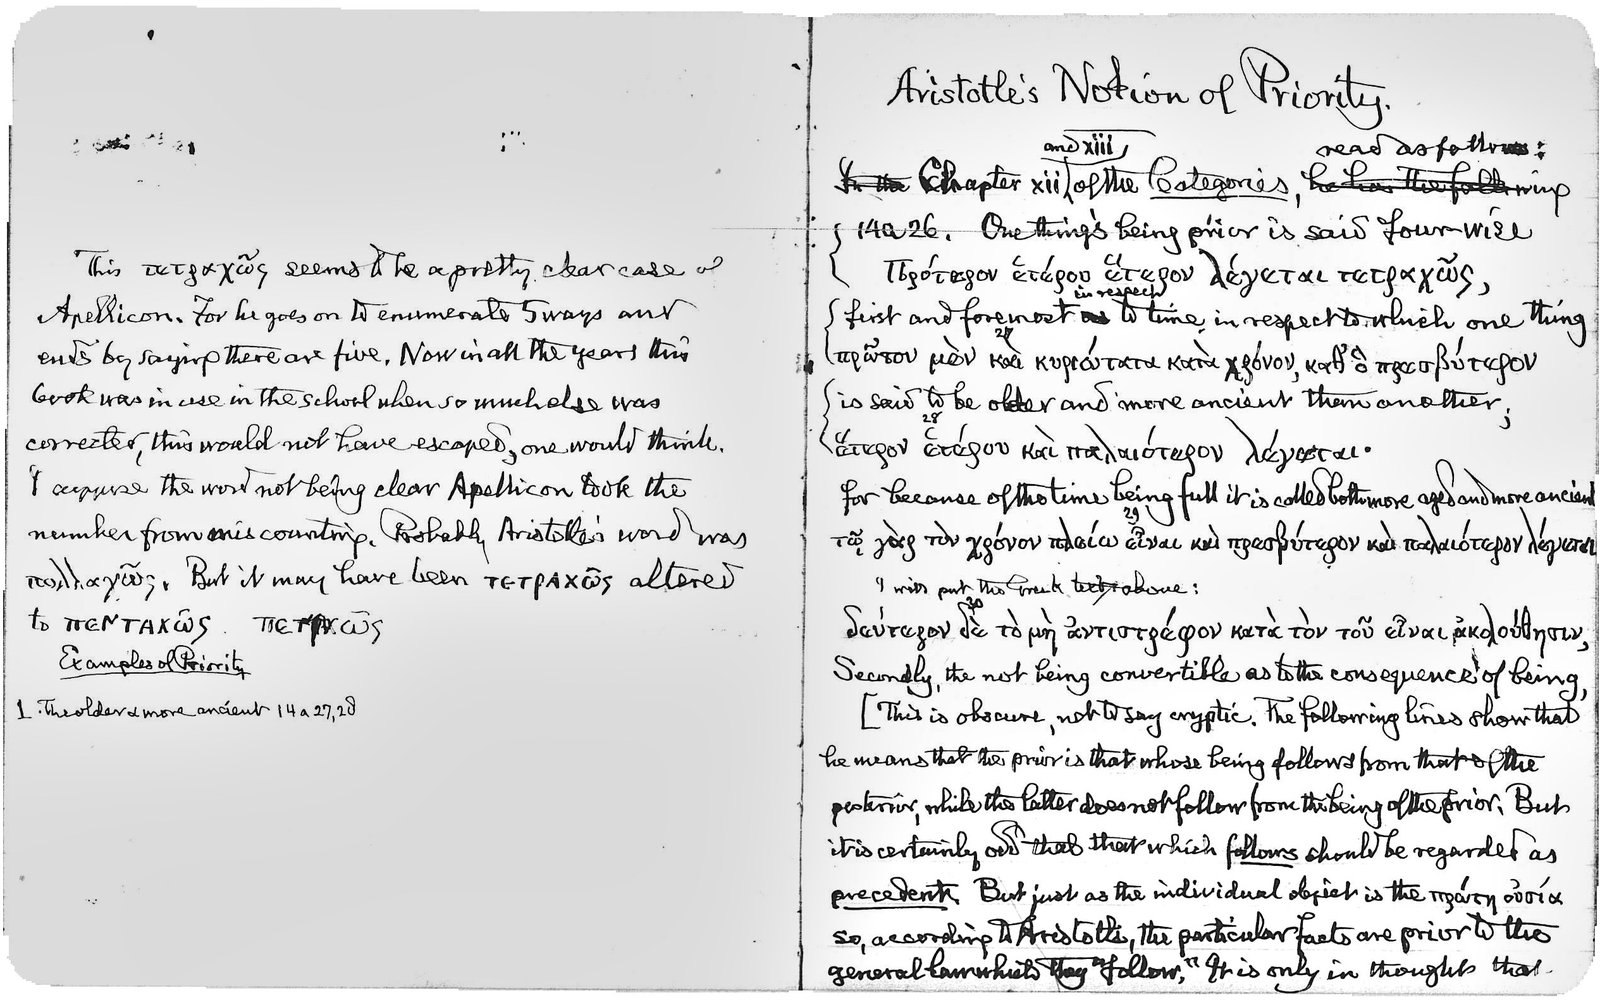 This τετραχῶς seems to be a pretty clear case of
Apellicon. For he goes on to enumerate 5 ways and
ends by saying there are five. Now in all the years this
book was in use in the school when so much else was
corrected, this would not have escaped, one would think.
I suppose the word not being clear Apellicon took the
number from miscounting. Probably Aristotle's word was
πολλαχῶς. But it may have been ΤΕΤΡΑΧῶς altered
to ΠΕΝΤΑΧῶς ΠΕΤΡΑΧῶς
Examples of Priority
1. The older & more ancient 14a27,28
Aristotle's Notion of Priority.
and xiii read as follows:
In the Chapter xii of the Categories, he has the following
14a26. One thing's being prior is said four-wise
Πρότερον ἑτέρου ἕτερον λέγεται τετραχῶς,
in respect
first and foremost as to time, in respect to which one thing
27
πρῶτον μὲν καὶ κυριώτατα κατὰ χρόνον, καθ' ὃ πρεσβύτερον
is said to be older and more ancient than another;
28
ἕτερον ἑτέρου καὶ παλαιότερον λέγεται·
for because of the time being full it is called both more aged and more ancient
29
τῷ γὰρ τὸν χρόνον πλείω εἶναι καὶ πρεσβύτερον καὶ παλαιότερον λέγεται
I will put the Greek text above:
30
δεύτερον δὲ τὸ μὴ ἀντιστρέφον κατὰ τὸν τοῦ εἶναι ἀκολούθησιν,
Secondly, the not being convertible as to the consequence of being,
[This is obscure, not to say cryptic. The following lines show that
he means that the prior is that whose being follows from that of the
posterior, while the latter does not follow from the being of the prior. But
it is certainly odd that that which follows should be regarded as
precedent. But just as the individual object is the πρώτη οὐσία
so, according to Aristotle, the particular facts are prior to the
general law which they "follow." It is only in thought that